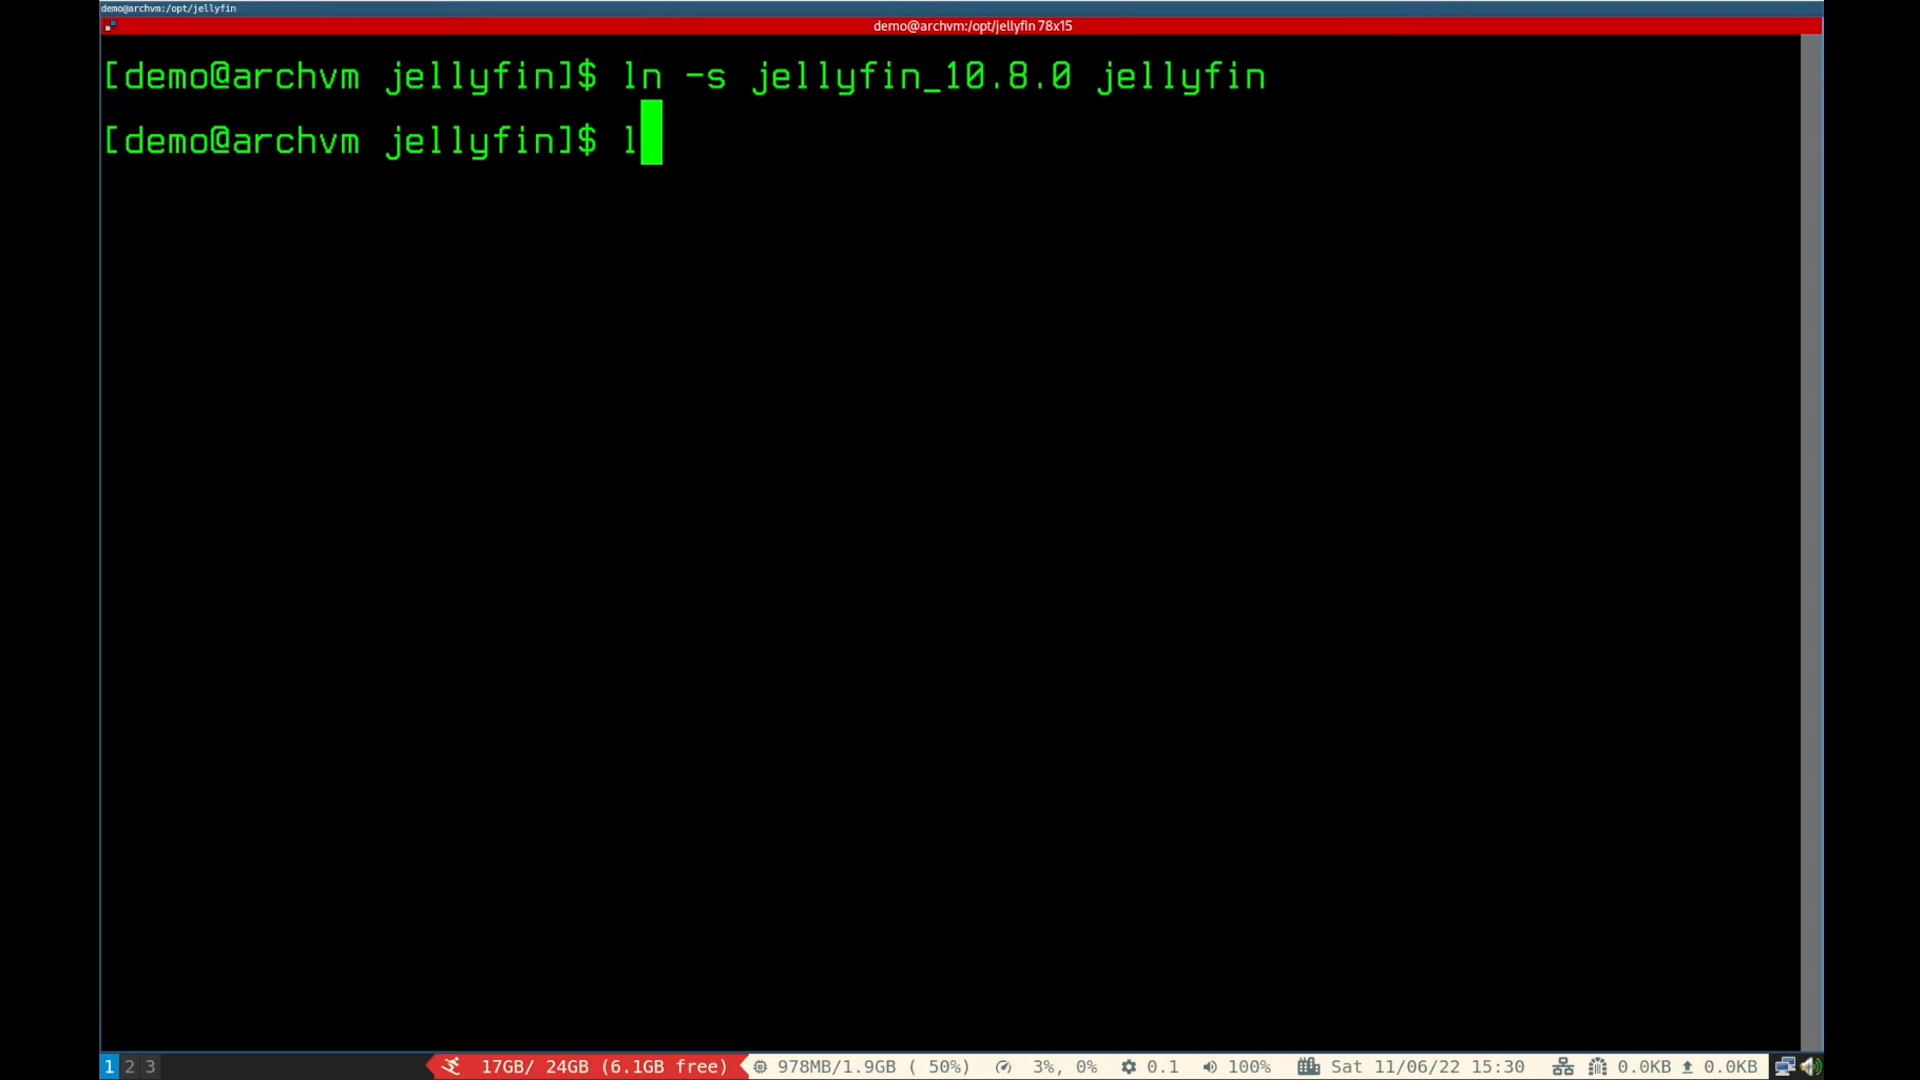 demo@archvm:/opt/jellyfin
demo@archvm:/opt/jellyfin 78x15
[demo@archvm jellyfin]$ ln -s jellyfin_10.8.0 jellyfin
[demo@archvm jellyfin]$ l
1 2 3 17GB/ 24GB (6.1GB free) 978MB/1.9GB ( 50%) 3%, 0% 0.1 100% Sat 11/06/22 15:30 0.0KB 0.0KB